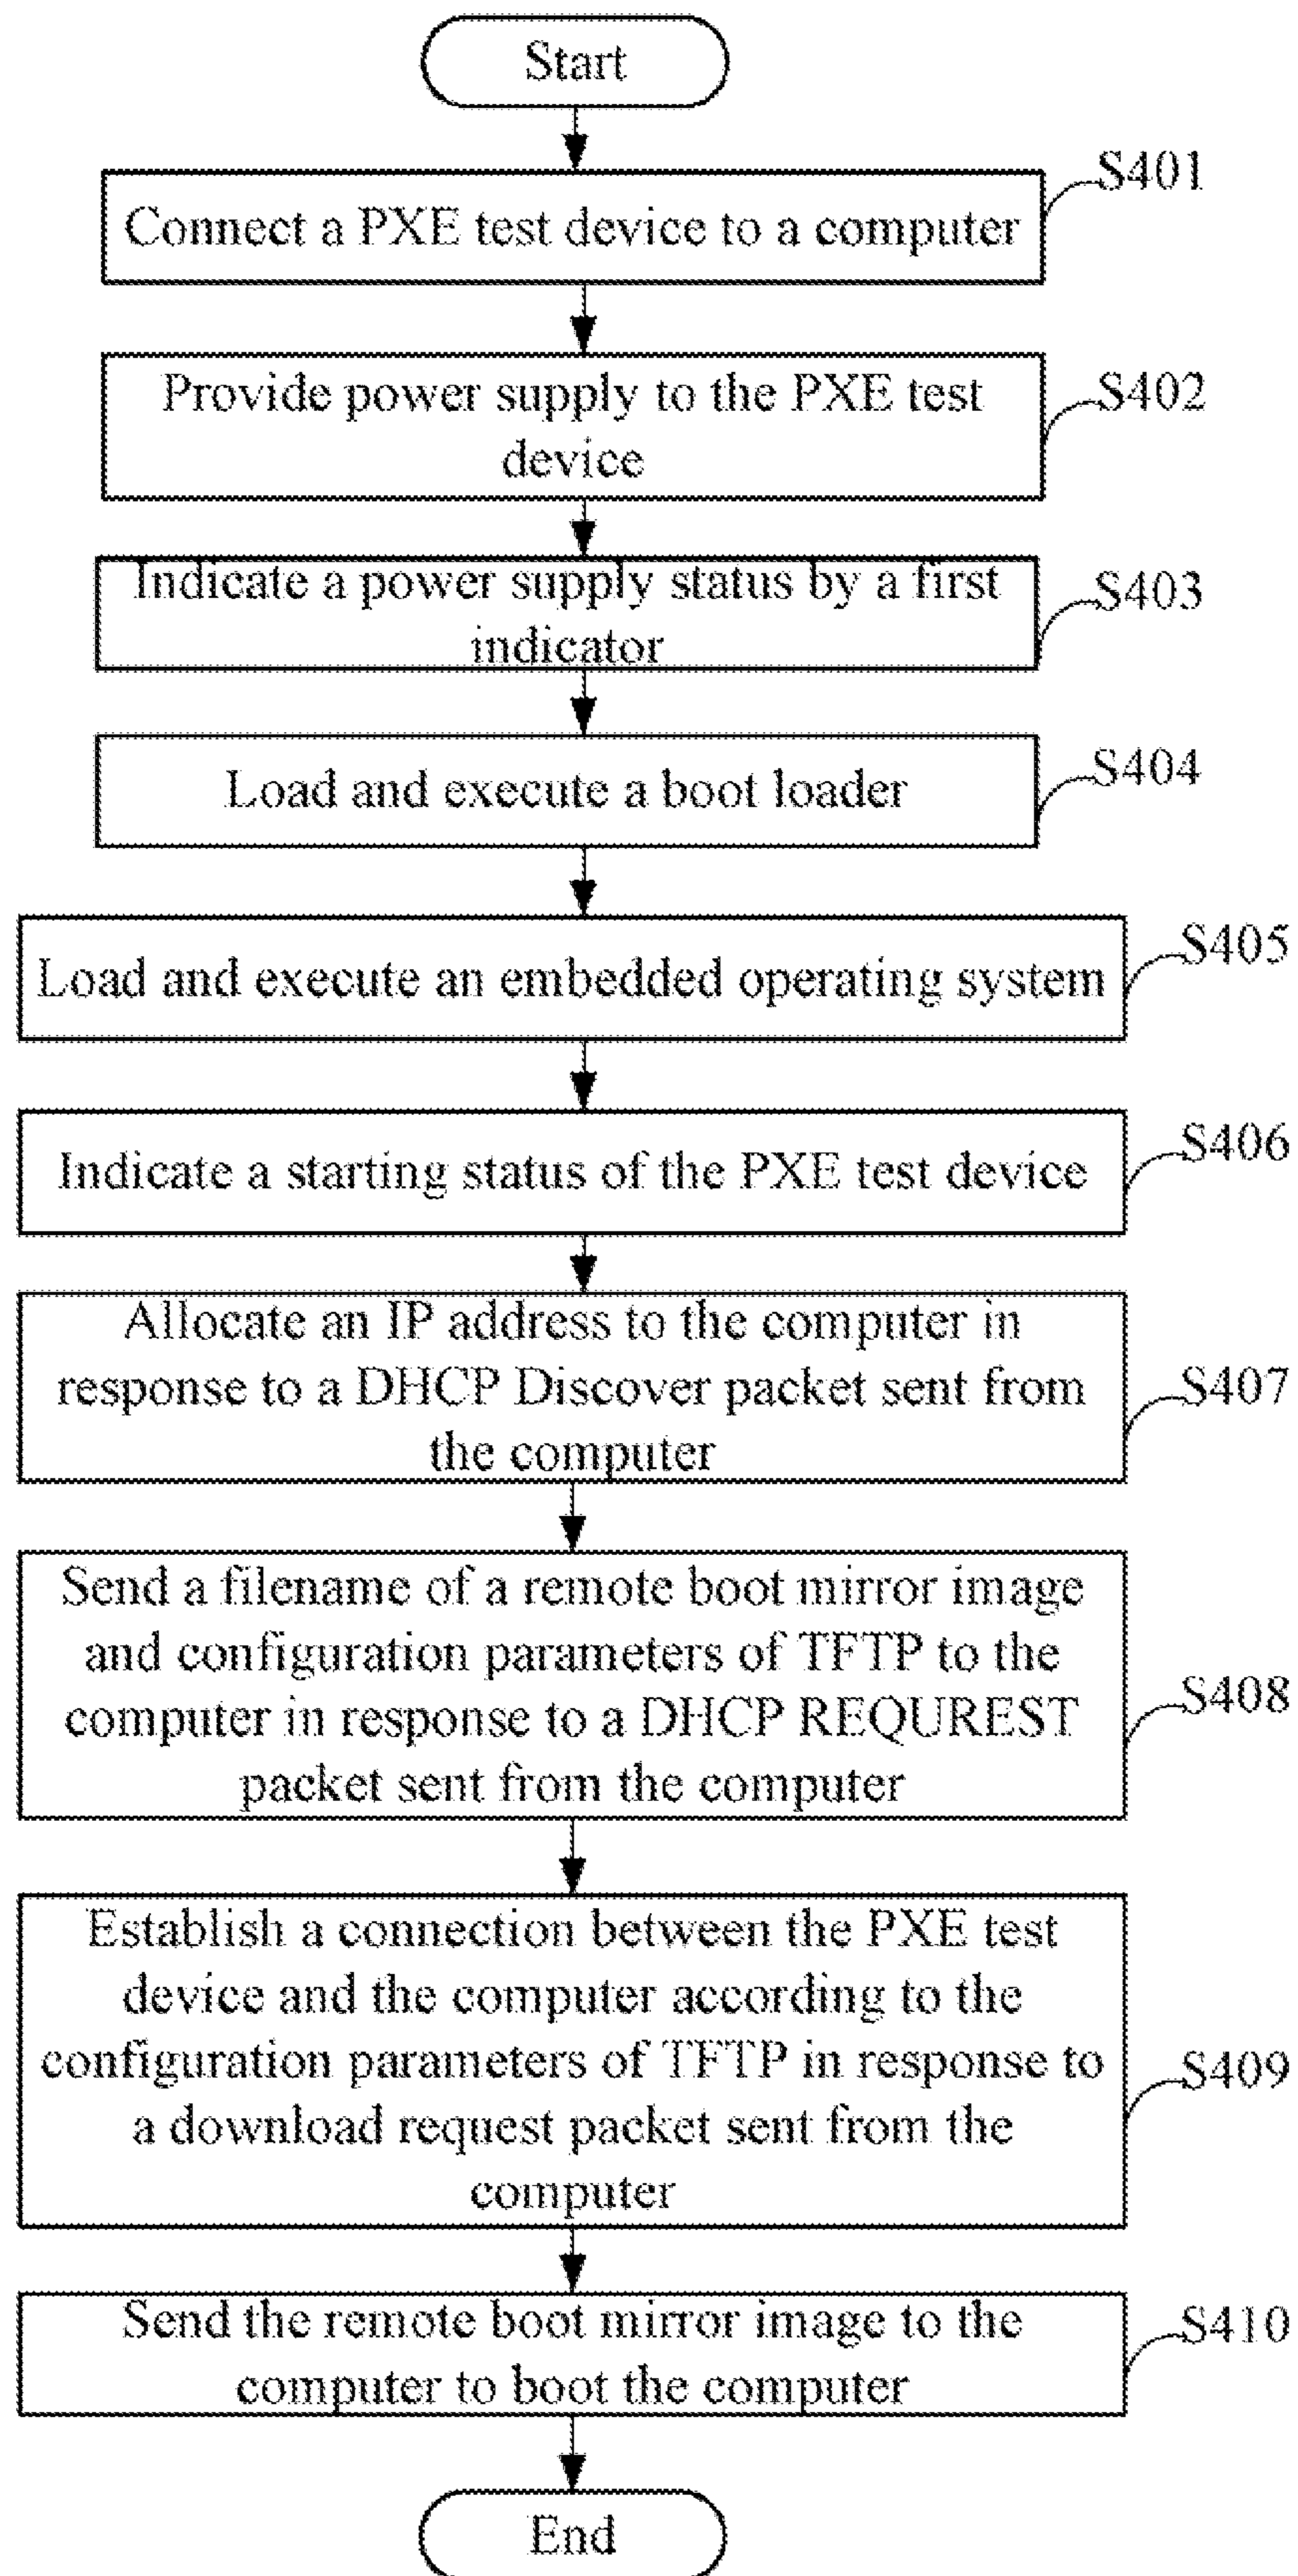 Start
S401
Connect a PXE test device to a computer
S402
Provide power supply to the PXE test
device
S403
Indicate a power supply status by a first
indicator
S404
Load and execute a boot loader
S405
Load and execute an embedded operating system
S406
Indicate a starting status of the PXE test device
S407
Allocate an IP address to the computer in
response to a DHCP Discover packet sent from
the computer
S408
Send a filename of a remote boot mirror image
and configuration parameters of TFTP to the
computer in response to a DHCP REQUREST
packet sent from the computer
S409
Establish a connection between the PXE test
device and the computer according to the
configuration parameters of TFTP in response to
a download request packet sent from the
computer
S410
Send the remote boot mirror image to the
computer to boot the computer
End